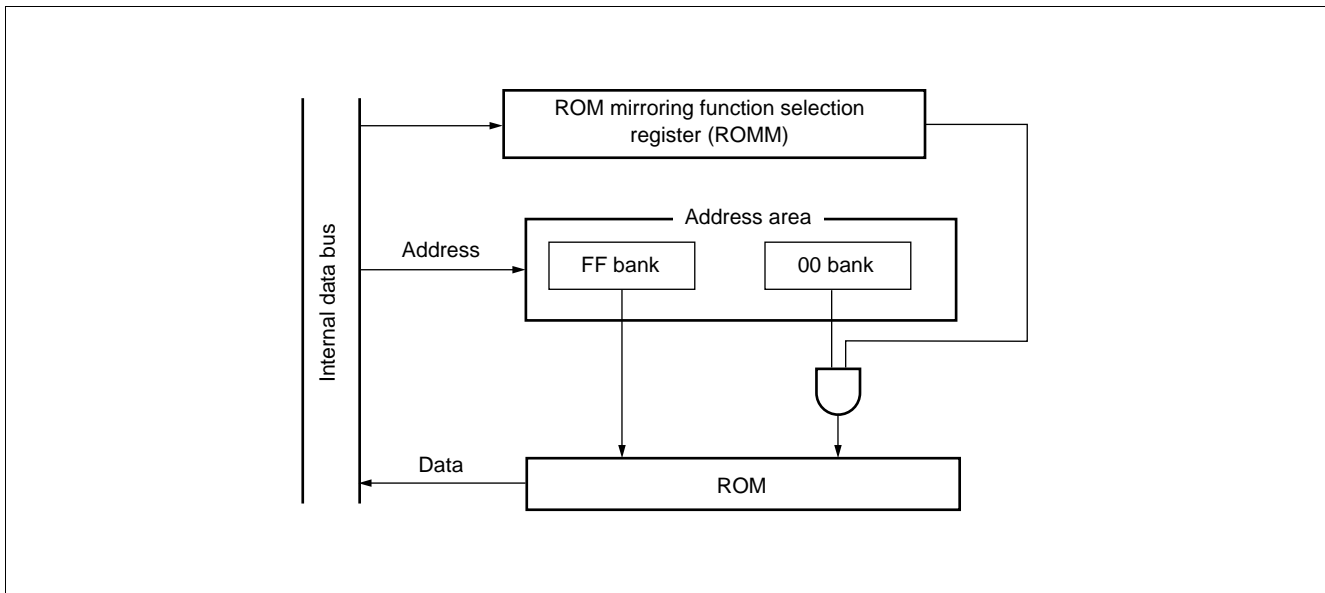 ROM mirroring function selection
register (ROMM)
Address area
Address
FF bank
00 bank
Internal data bus
Data
ROM